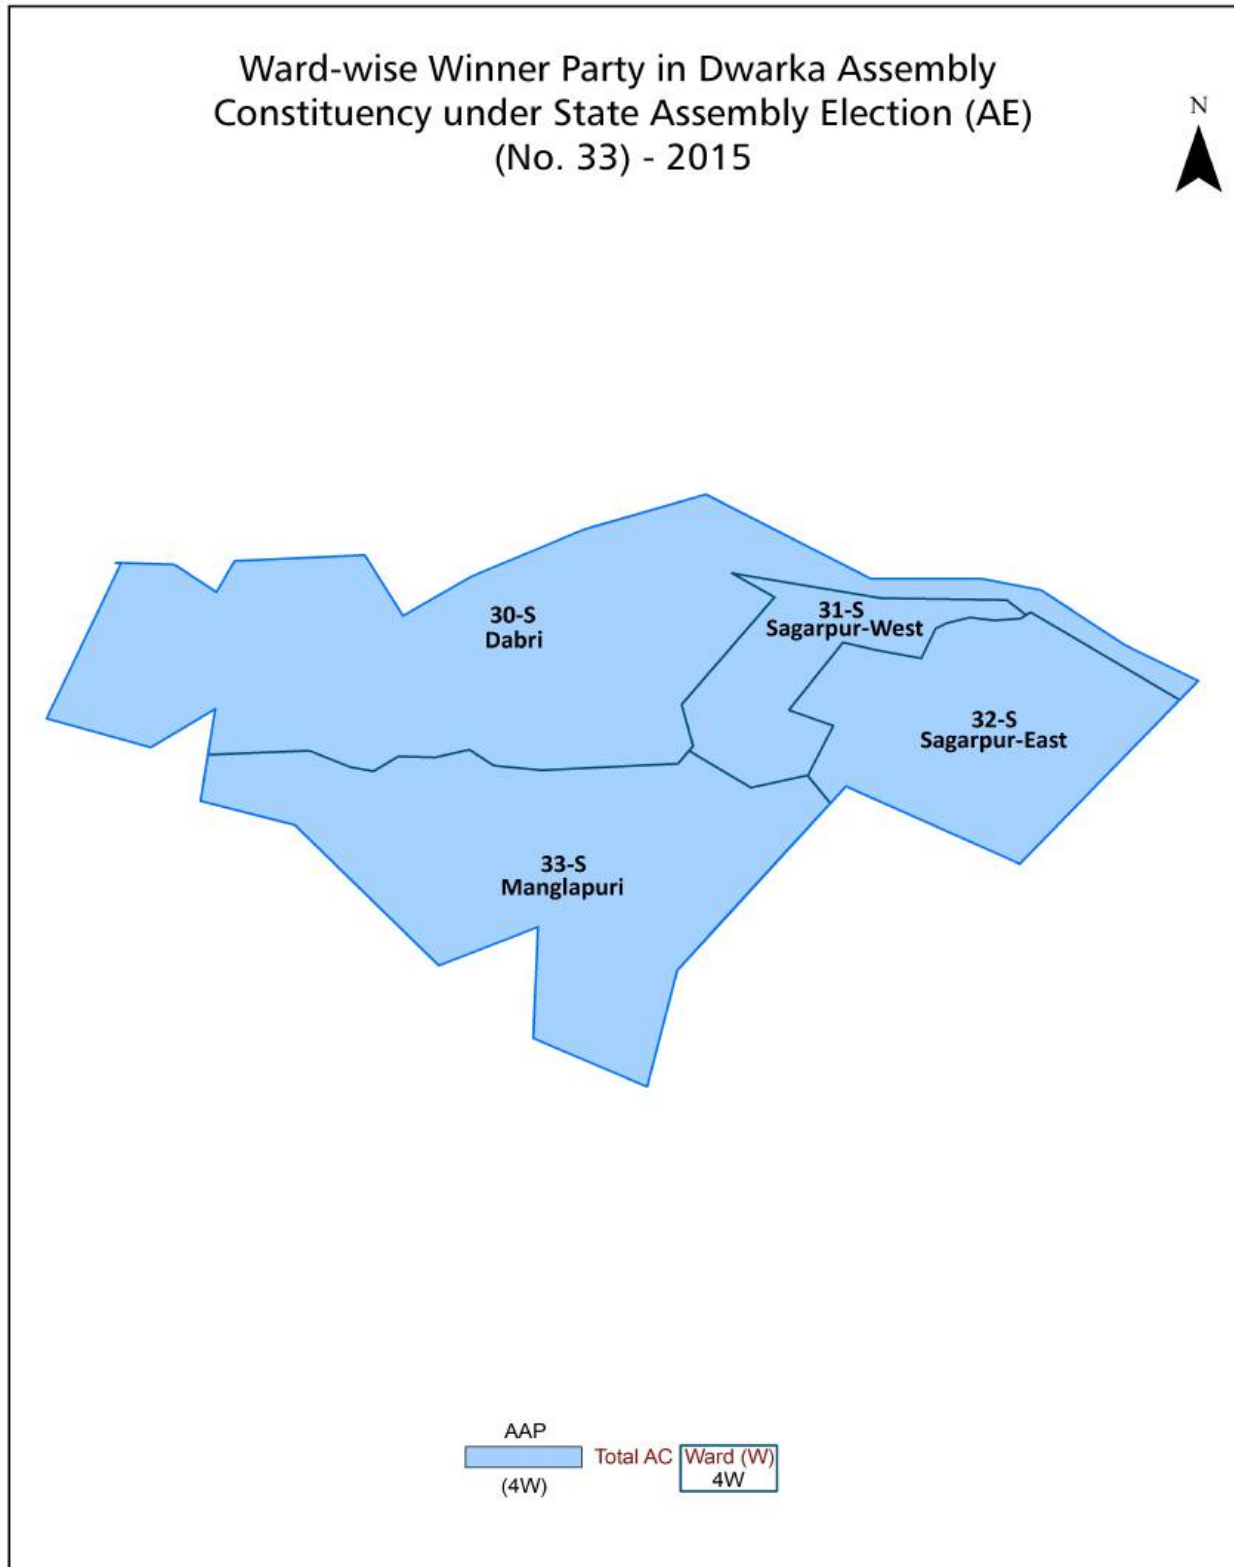 Ward-wise Winner Party in Dwarka Assembly
Constituency under State Assembly Election (AE)
(No. 33) - 2015
N
30-S
Dabri
31-S
Sagarpur-West
32-S
Sagarpur-East
33-S
Manglapuri
AAP
(4W)
Total AC
Ward (W)
4W